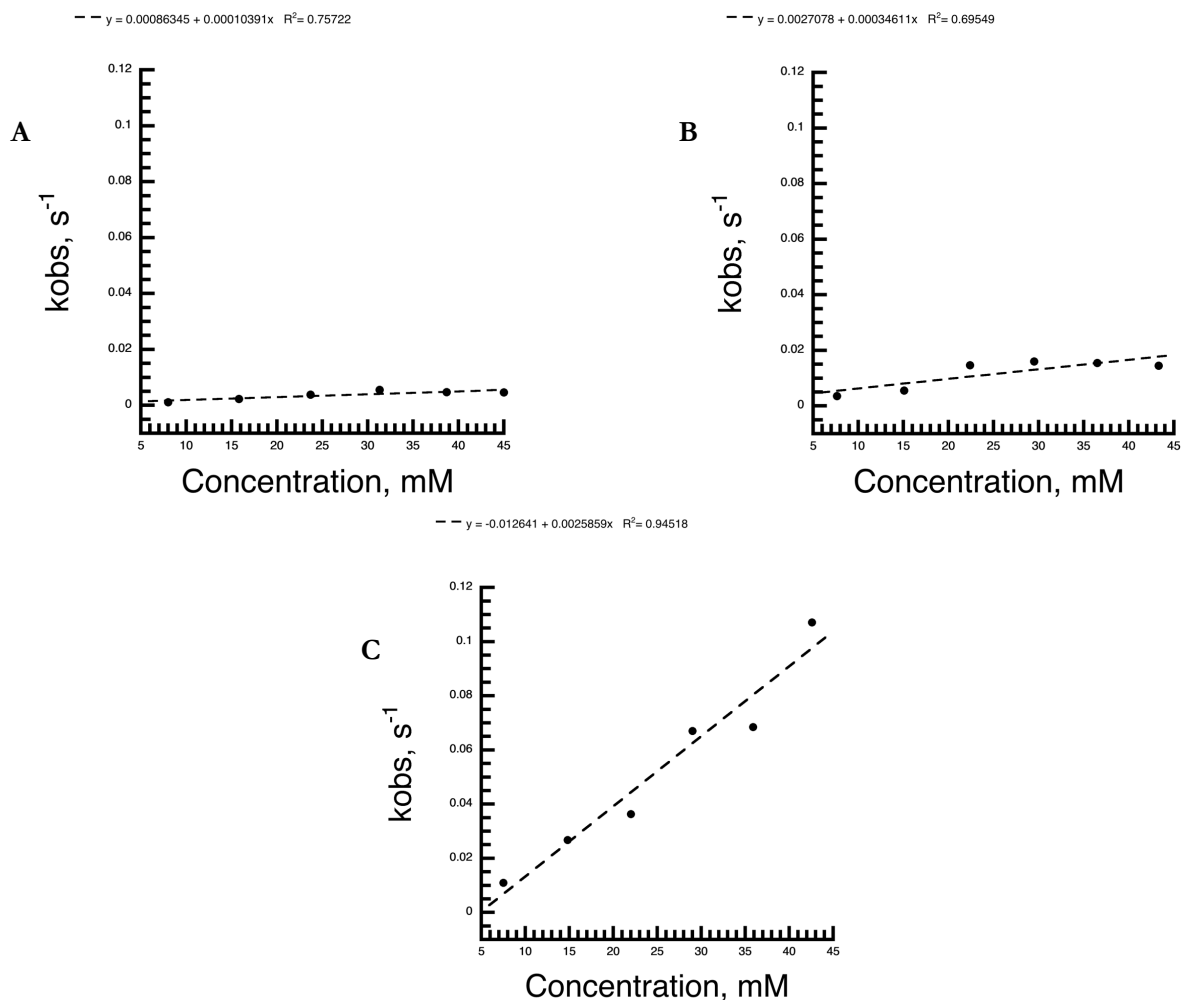 y = 0.00086345 + 0.00010391x R²= 0.75722
A
kobs, s⁻¹
0.12
0.1
0.08
0.06
0.04
0.02
0
5 10 15 20 25 30 35 40 45
Concentration, mM
y = 0.0027078 + 0.00034611x R²= 0.69549
B
kobs, s⁻¹
0.12
0.1
0.08
0.06
0.04
0.02
0
5 10 15 20 25 30 35 40 45
Concentration, mM
y = -0.012641 + 0.0025859x R²= 0.94518
C
kobs, s⁻¹
0.12
0.1
0.08
0.06
0.04
0.02
0
5 10 15 20 25 30 35 40 45
Concentration, mM